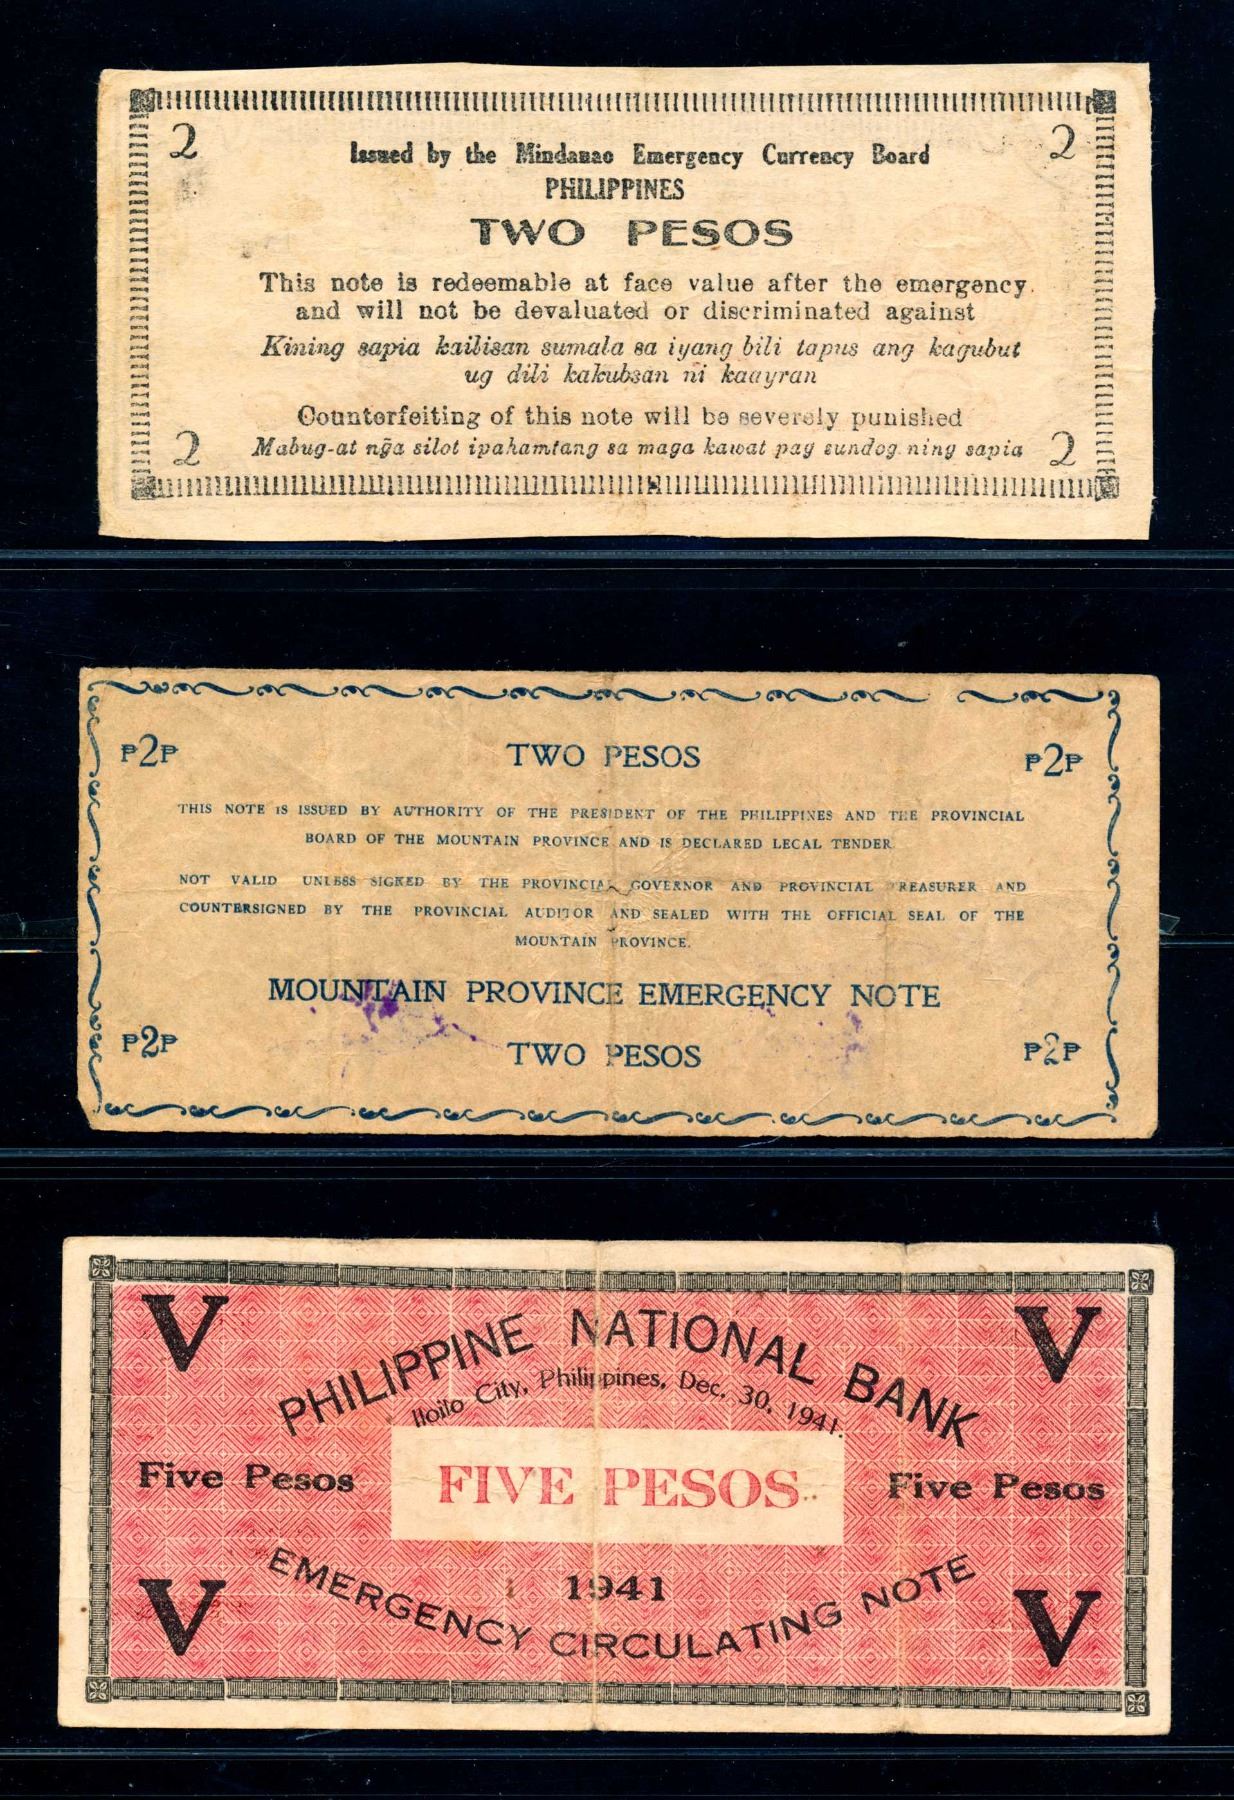 2 2
Issued by the Mindanao Emergency Currency Board
PHILIPPINES
TWO PESOS
This note is redeemable at face value after the emergency
and will not be devaluated or discriminated against
Kining sapia kailisan sumala sa iyang bili tapus ang kagubut
ug dili kakubsan ni kaayran
Counterfeiting of this note will be severely punished
2 Mabug-at nga silot ipahamtang sa maga kawat pag sundog ning sapia 2
₱2₱ TWO PESOS ₱2₱
THIS NOTE IS ISSUED BY AUTHORITY OF THE PRESIDENT OF THE PHILIPPINES AND THE PROVINCIAL
BOARD OF THE MOUNTAIN PROVINCE AND IS DECLARED LEGAL TENDER
NOT VALID UNLESS SIGNED BY THE PROVINCIAL GOVERNOR AND PROVINCIAL TREASURER AND
COUNTERSIGNED BY THE PROVINCIAL AUDITOR AND SEALED WITH THE OFFICIAL SEAL OF THE
MOUNTAIN PROVINCE.
MOUNTAIN PROVINCE EMERGENCY NOTE
₱2₱ TWO PESOS ₱2₱
V V
PHILIPPINE NATIONAL BANK
Iloilo City, Philippines, Dec. 30, 1941.
Five Pesos FIVE PESOS Five Pesos
1941
EMERGENCY CIRCULATING NOTE
V V